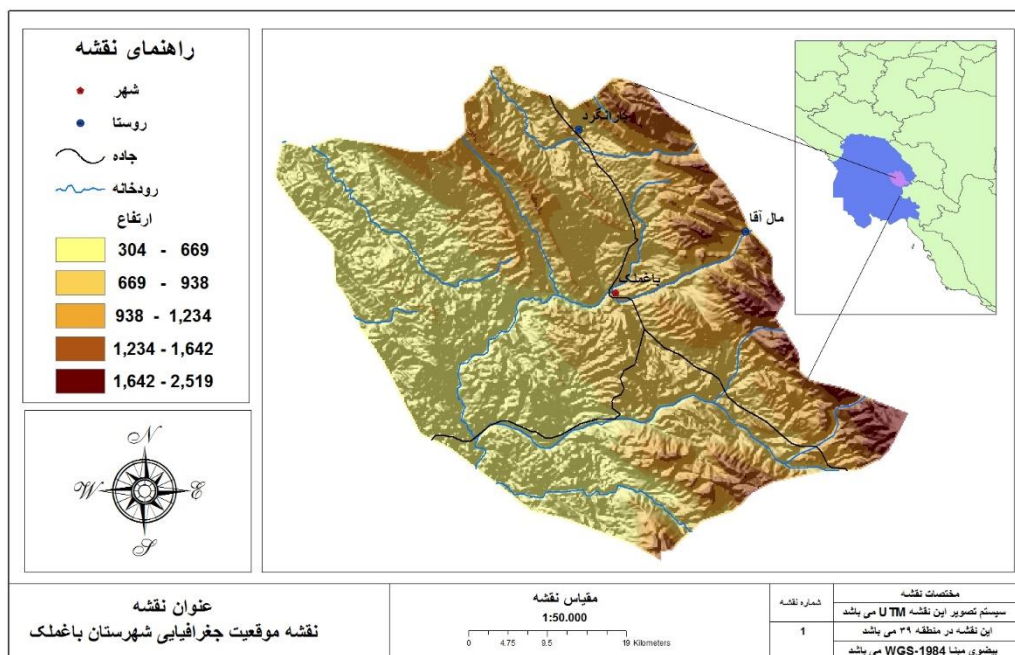 راهنمای نقشه
شهر
روستا
جاده
رودخانه
ارتفاع
304 - 669
669 - 938
938 - 1,234
1,234 - 1,642
1,642 - 2,519
N
W E
S
مال آقا
باغملک
عنوان نقشه
نقشه موقعیت جغرافیایی شهرستان باغملک
مقیاس نقشه
1:50.000
0 4.75 9.5 19 Kilometers
شماره نقشه
1
مختصات نقشه
سیستم تصویر این نقشه UTM می باشد
این نقشه در منطقه ۳۹ می باشد
بیضوی مبنا WGS-1984 می باشد